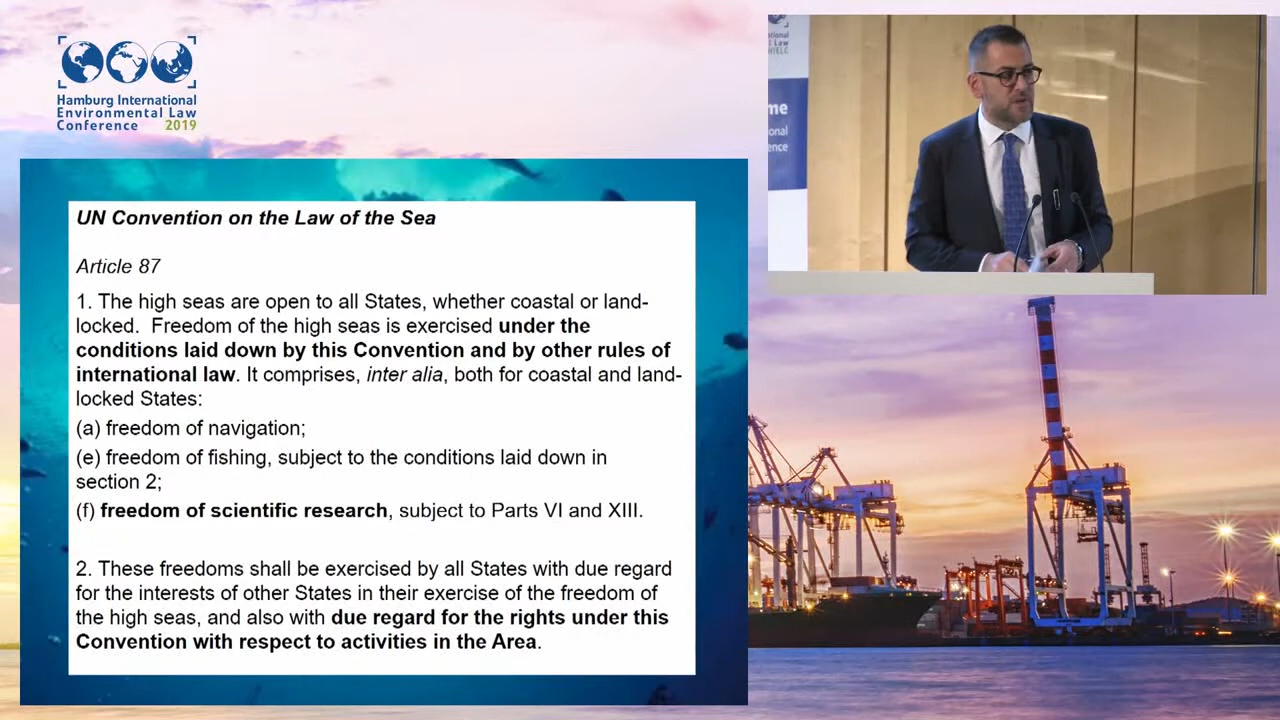 Hamburg International
Environmental Law
Conference 2019
UN Convention on the Law of the Sea
Article 87
1. The high seas are open to all States, whether coastal or land-
locked. Freedom of the high seas is exercised under the
conditions laid down by this Convention and by other rules of
international law. It comprises, inter alia, both for coastal and land-
locked States:
(a) freedom of navigation;
(e) freedom of fishing, subject to the conditions laid down in
section 2;
(f) freedom of scientific research, subject to Parts VI and XIII.
2. These freedoms shall be exercised by all States with due regard
for the interests of other States in their exercise of the freedom of
the high seas, and also with due regard for the rights under this
Convention with respect to activities in the Area.